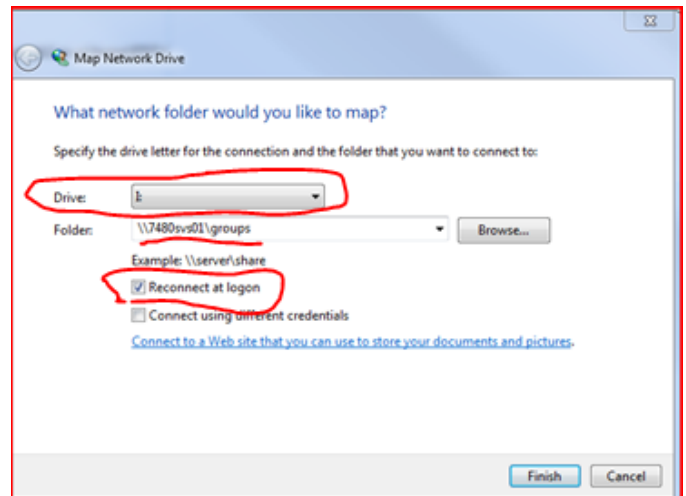 Map Network Drive
What network folder would you like to map?
Specify the drive letter for the connection and the folder that you want to connect to:
Drive: I:
Folder: \\7480svs01\groups Browse...
Example: \\server\share
Reconnect at logon
Connect using different credentials
Connect to a Web site that you can use to store your documents and pictures.
Finish Cancel